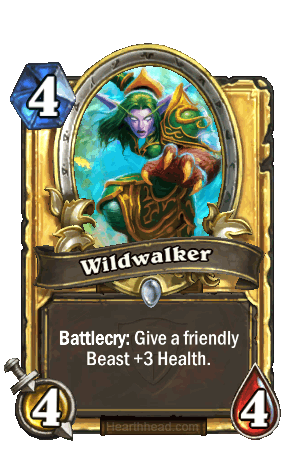 4
Wildwalker
Battlecry: Give a friendly
Beast +3 Health.
4
4
Hearthhead.com